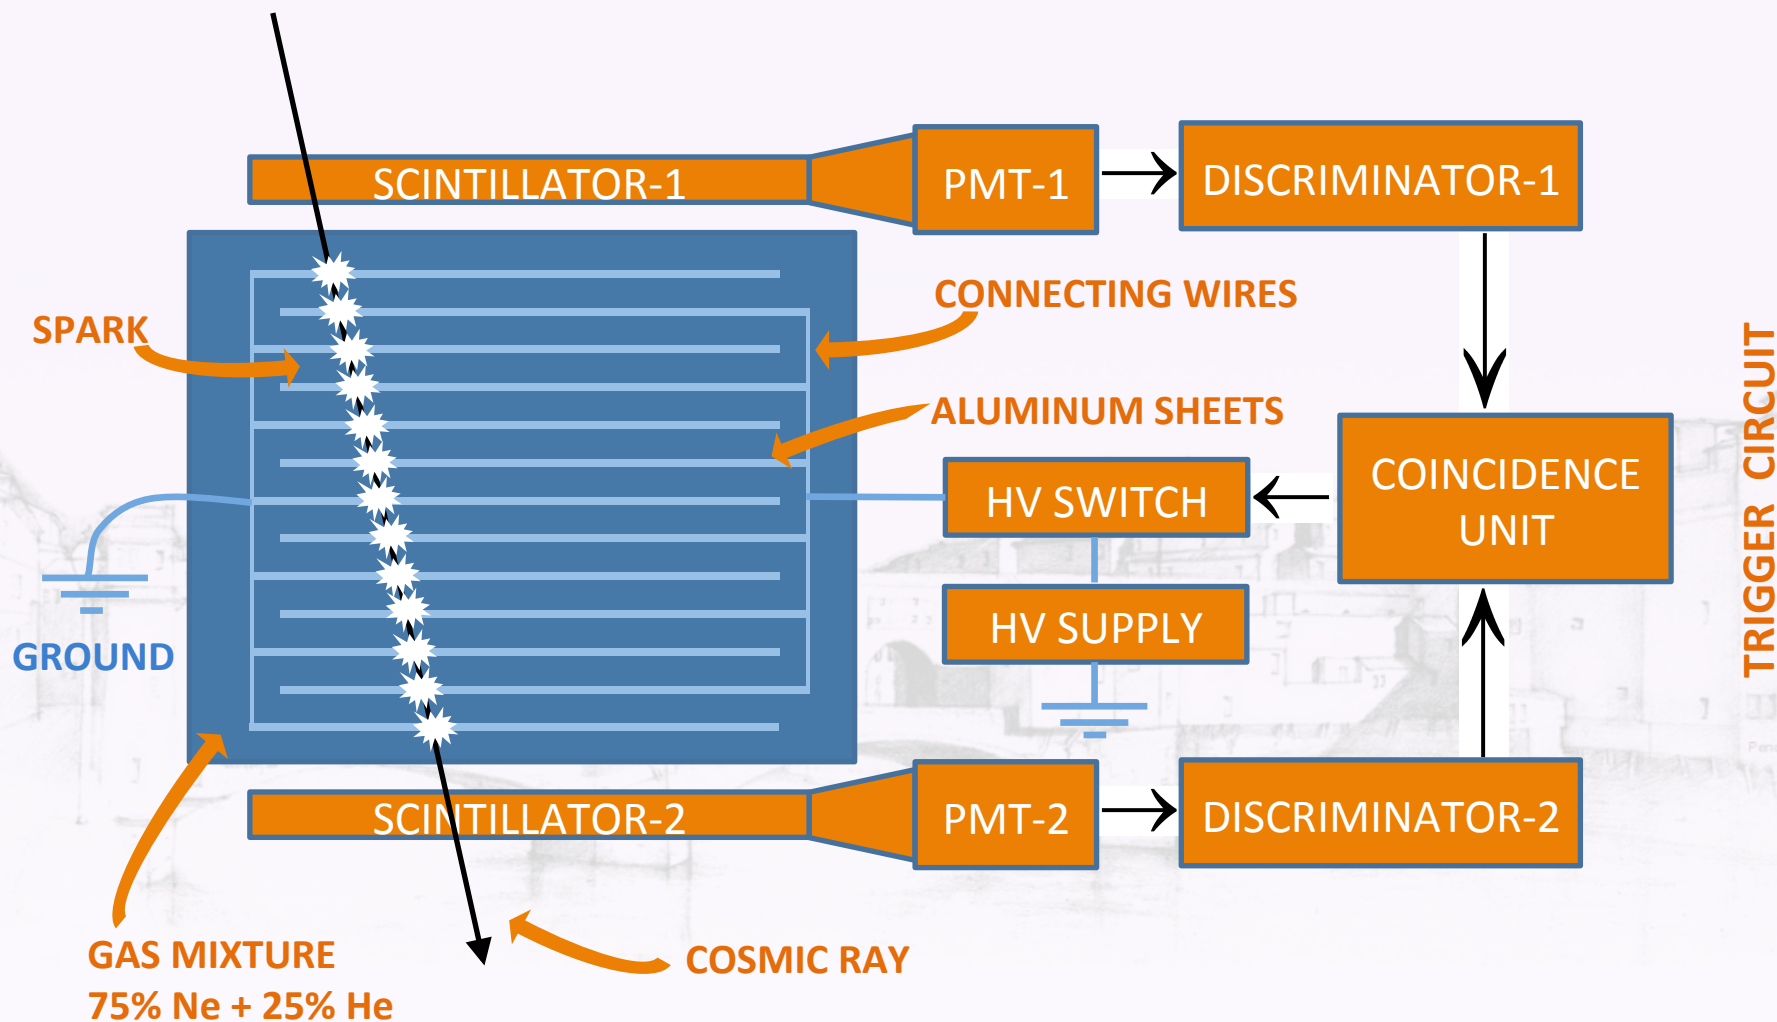 SCINTILLATOR-1
PMT-1
DISCRIMINATOR-1
SPARK
CONNECTING WIRES
ALUMINUM SHEETS
HV SWITCH
COINCIDENCE
UNIT
TRIGGER CIRCUIT
HV SUPPLY
GROUND
SCINTILLATOR-2
PMT-2
DISCRIMINATOR-2
GAS MIXTURE
75% Ne + 25% He
COSMIC RAY